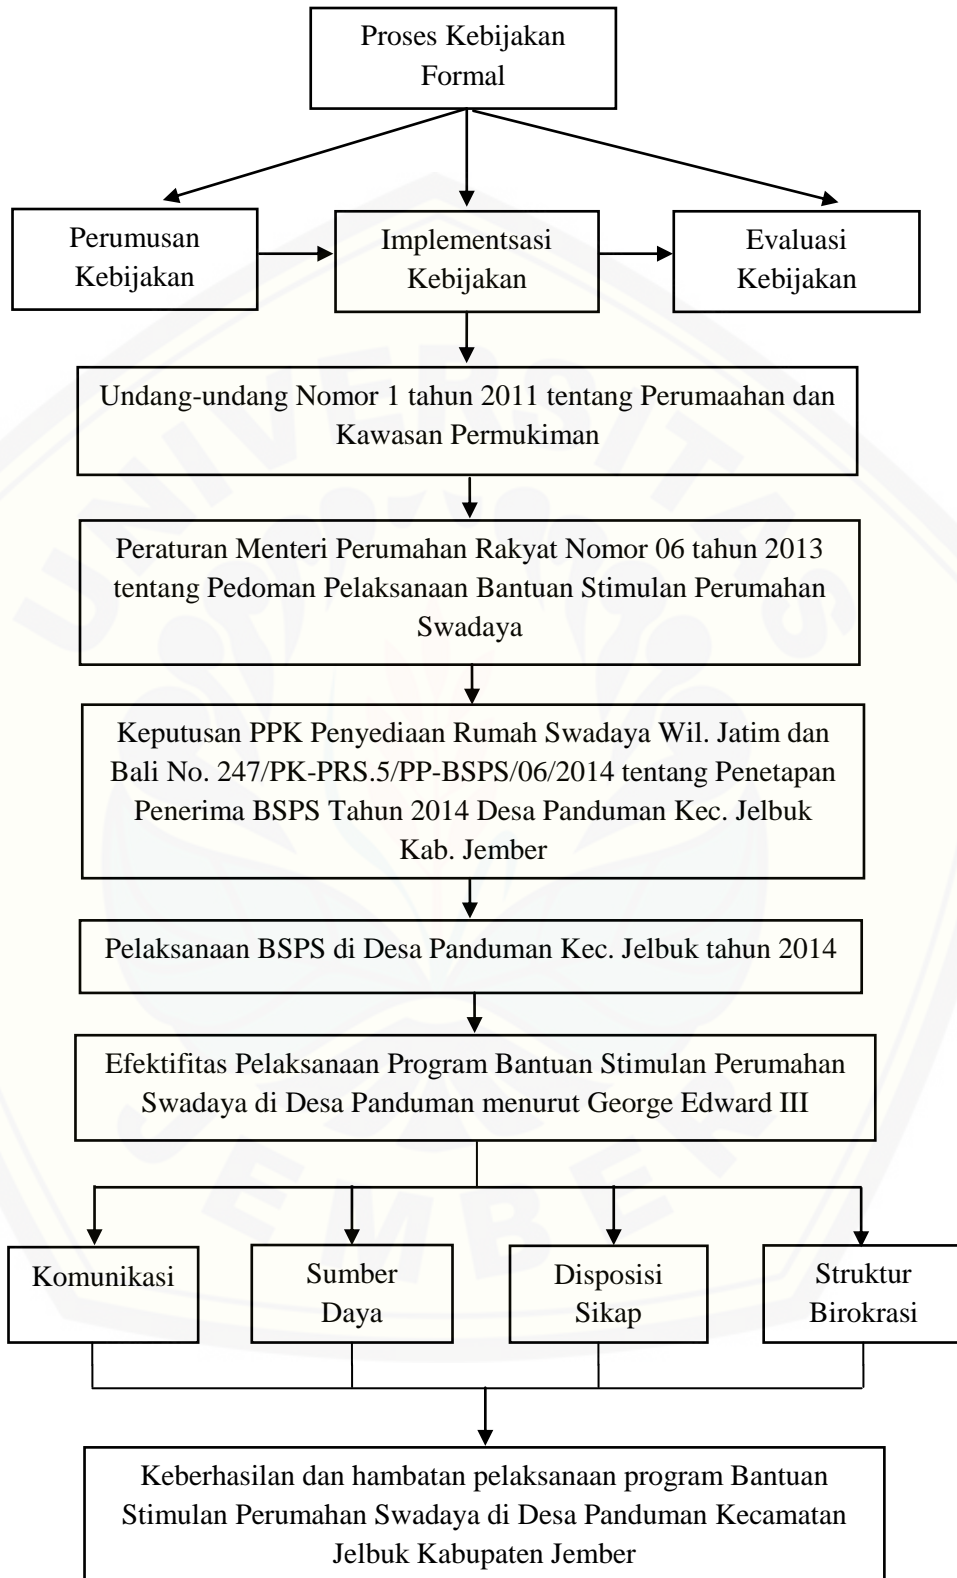 Proses Kebijakan
Formal
Perumusan
Kebijakan
Implementsasi
Kebijakan
Evaluasi
Kebijakan
Undang-undang Nomor 1 tahun 2011 tentang Perumaahan dan
Kawasan Permukiman
Peraturan Menteri Perumahan Rakyat Nomor 06 tahun 2013
tentang Pedoman Pelaksanaan Bantuan Stimulan Perumahan
Swadaya
Keputusan PPK Penyediaan Rumah Swadaya Wil. Jatim dan
Bali No. 247/PK-PRS.5/PP-BSPS/06/2014 tentang Penetapan
Penerima BSPS Tahun 2014 Desa Panduman Kec. Jelbuk
Kab. Jember
Pelaksanaan BSPS di Desa Panduman Kec. Jelbuk tahun 2014
Efektifitas Pelaksanaan Program Bantuan Stimulan Perumahan
Swadaya di Desa Panduman menurut George Edward III
Komunikasi
Sumber
Daya
Disposisi
Sikap
Struktur
Birokrasi
Keberhasilan dan hambatan pelaksanaan program Bantuan
Stimulan Perumahan Swadaya di Desa Panduman Kecamatan
Jelbuk Kabupaten Jember
UNIVERSITAS
JEMBER